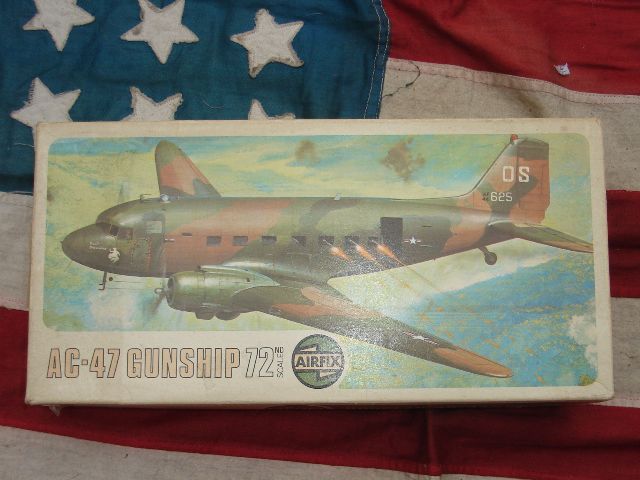 OS
625
AC-47 GUNSHIP 72 ND SCALE
AIRFIX